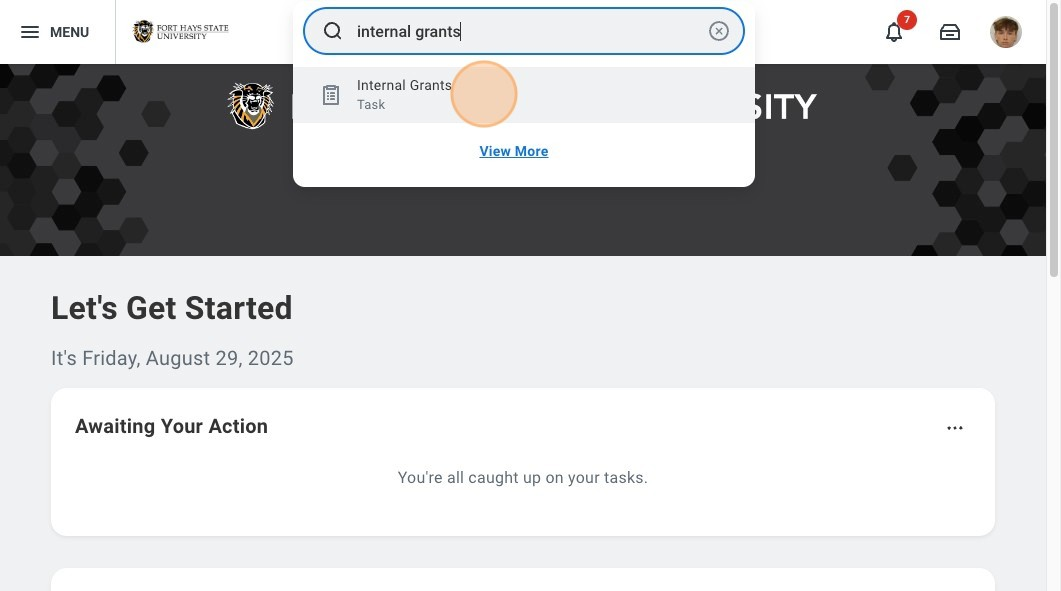 MENU
FORT HAYS STATE
UNIVERSITY
internal grants
7
Internal Grants
Task
SITY
View More
Let's Get Started
It's Friday, August 29, 2025
Awaiting Your Action
You're all caught up on your tasks.